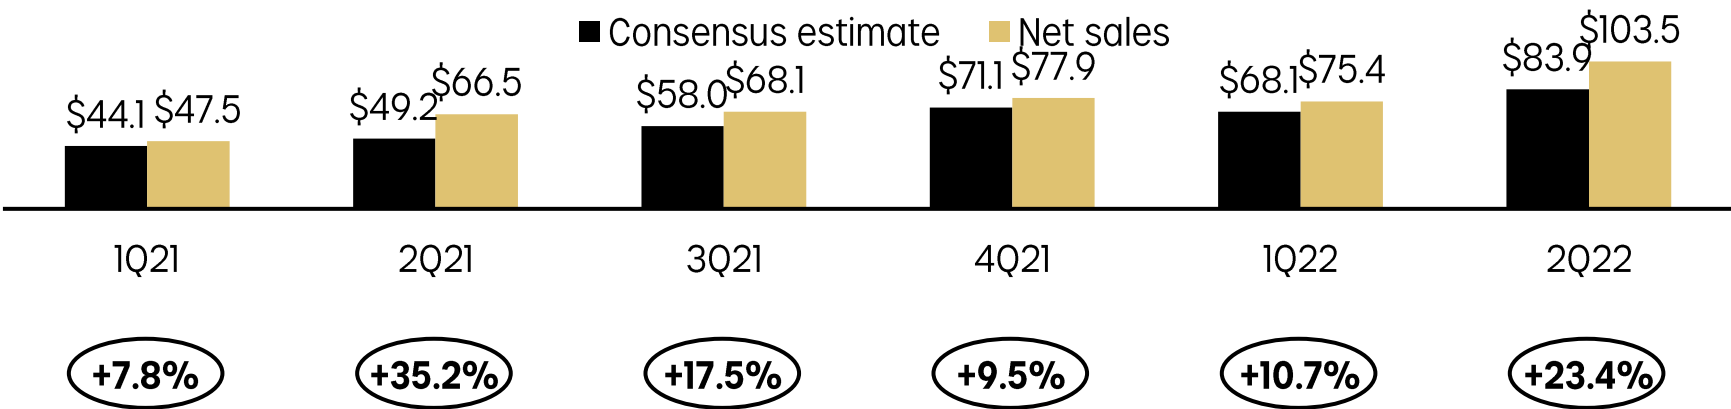 Consensus estimate Net sales
$44.1 $47.5 $49.2 $66.5 $58.0 $68.1 $71.1 $77.9 $68.1 $75.4 $83.9 $103.5
1Q21 2Q21 3Q21 4Q21 1Q22 2Q22
+7.8% +35.2% +17.5% +9.5% +10.7% +23.4%